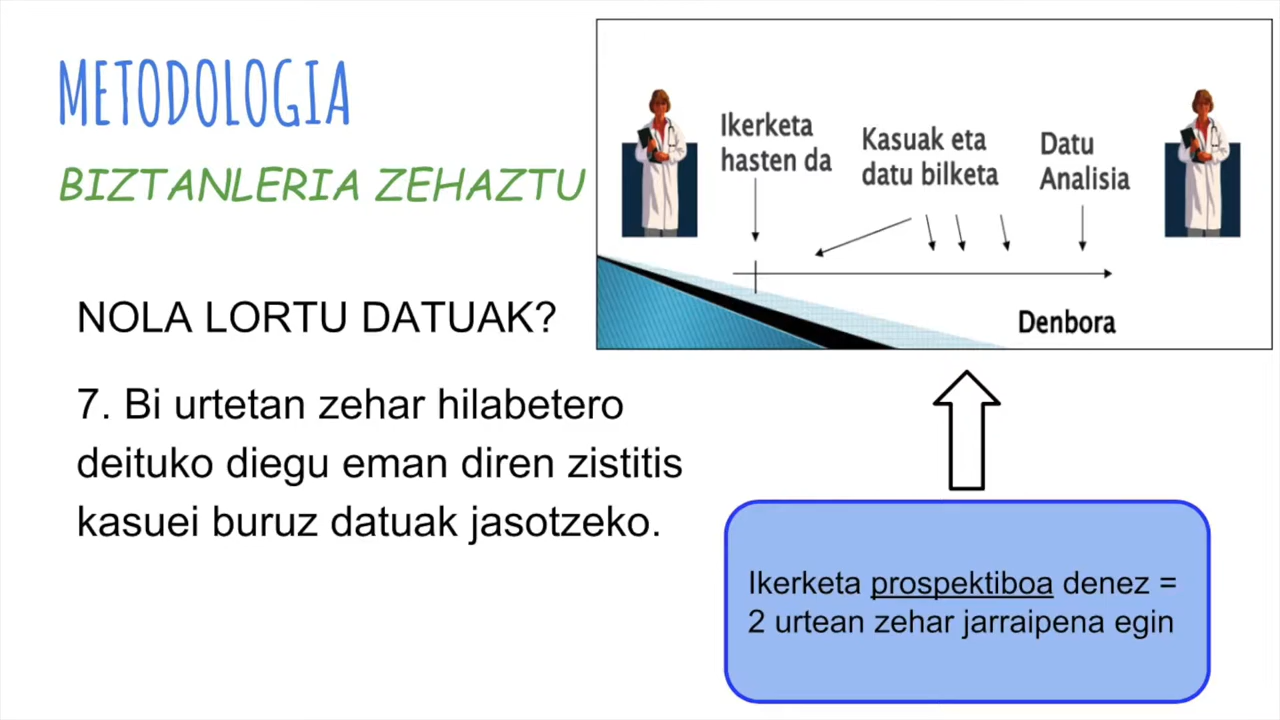 METODOLOGIA
BIZTANLERIA ZEHAZTU
NOLA LORTU DATUAK?
7. Bi urtetan zehar hilabetero
deituko diegu eman diren zistitis
kasuei buruz datuak jasotzeko.
Ikerketa
hasten da
Kasuak eta
datu bilketa
Datu
Analisia
Denbora
Ikerketa prospektiboa denez =
2 urtean zehar jarraipena egin